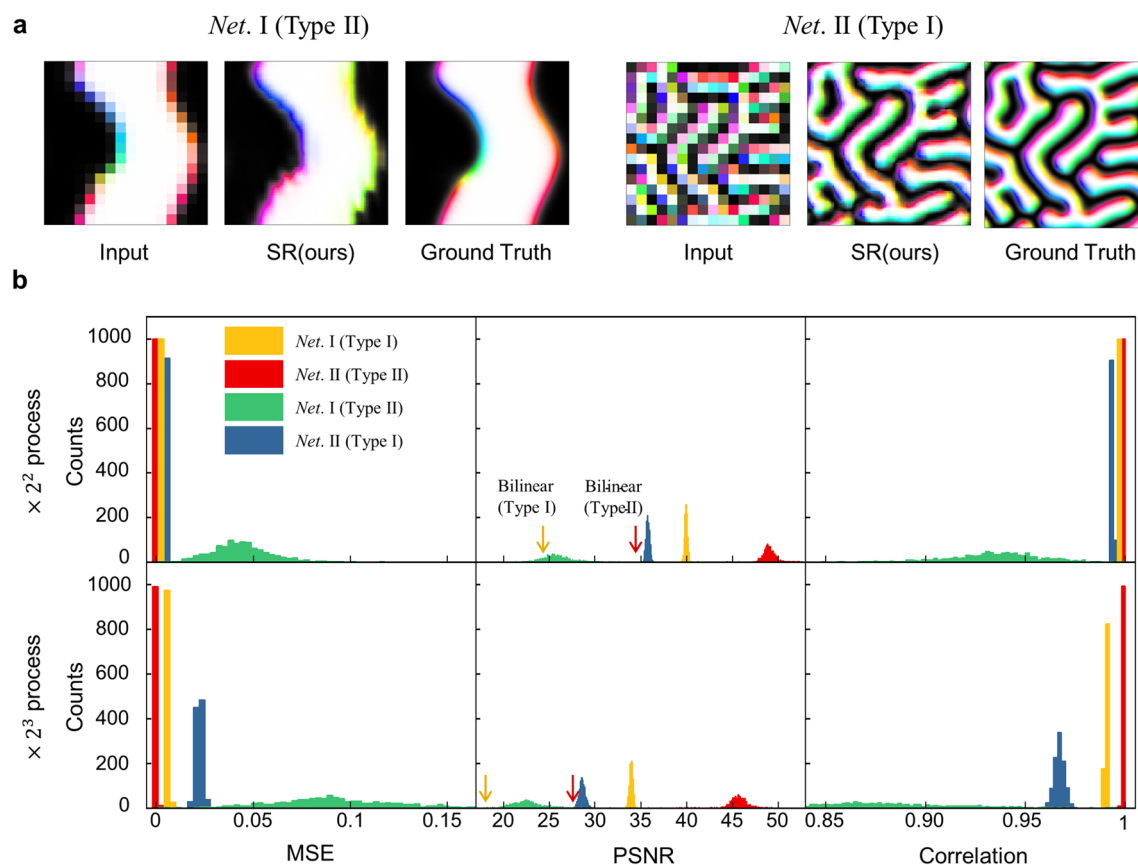 a
Net. I (Type II)
Net. II (Type I)
Input
SR(ours)
Ground Truth
Input
SR(ours)
Ground Truth
b
× 2² process
Counts
1000
800
600
400
200
0
Net. I (Type I)
Net. II (Type II)
Net. I (Type II)
Net. II (Type I)
Bilinear
(Type I)
Bilinear
(Type II)
× 2³ process
Counts
1000
800
600
400
200
0
0
0.05
0.1
0.15
20
25
30
35
40
45
50
0.85
0.90
0.95
1
MSE
PSNR
Correlation